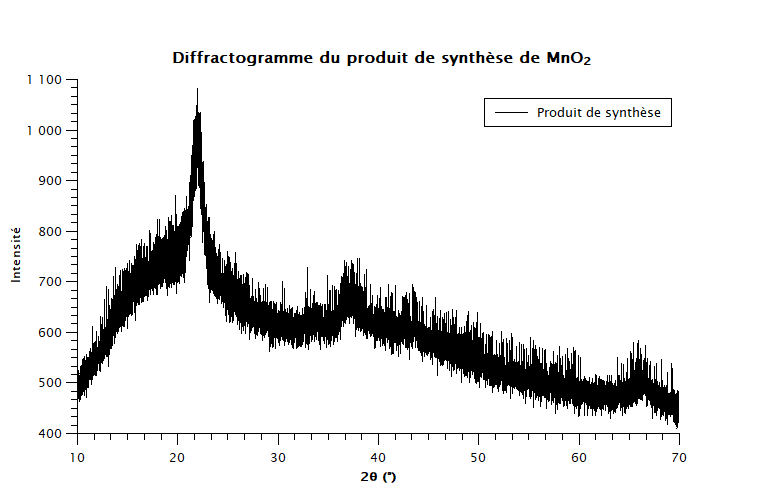 Diffractogramme du produit de synthèse de MnO₂
Produit de synthèse
Intensité
1 100
1 000
900
800
700
600
500
400
10 20 30 40 50 60 70
2θ (°)